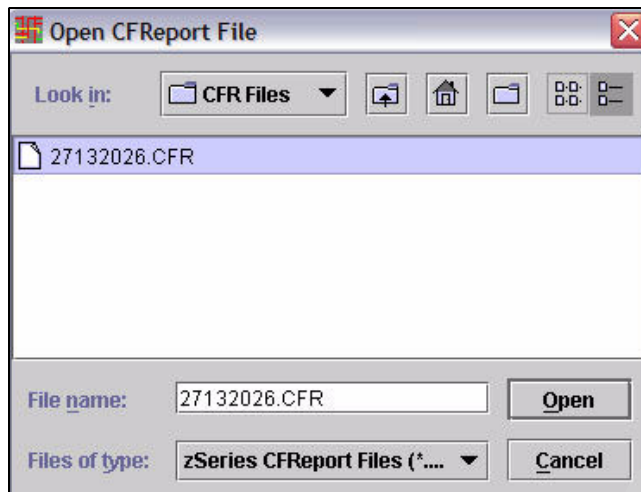 Open CFReport File
Look in: CFR Files
27132026.CFR
File name: 27132026.CFR Open
Files of type: zSeries CFReport Files (*.... Cancel